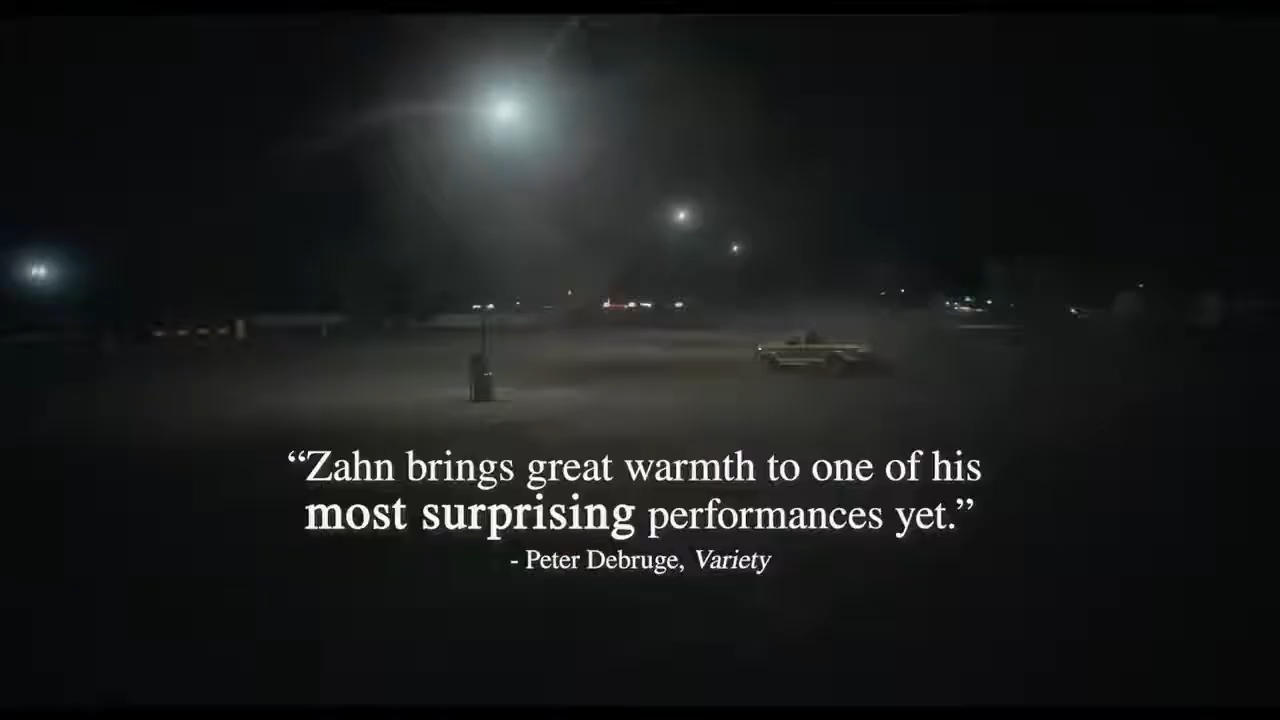 “Zahn brings great warmth to one of his
most surprising performances yet.”
- Peter Debruge, Variety